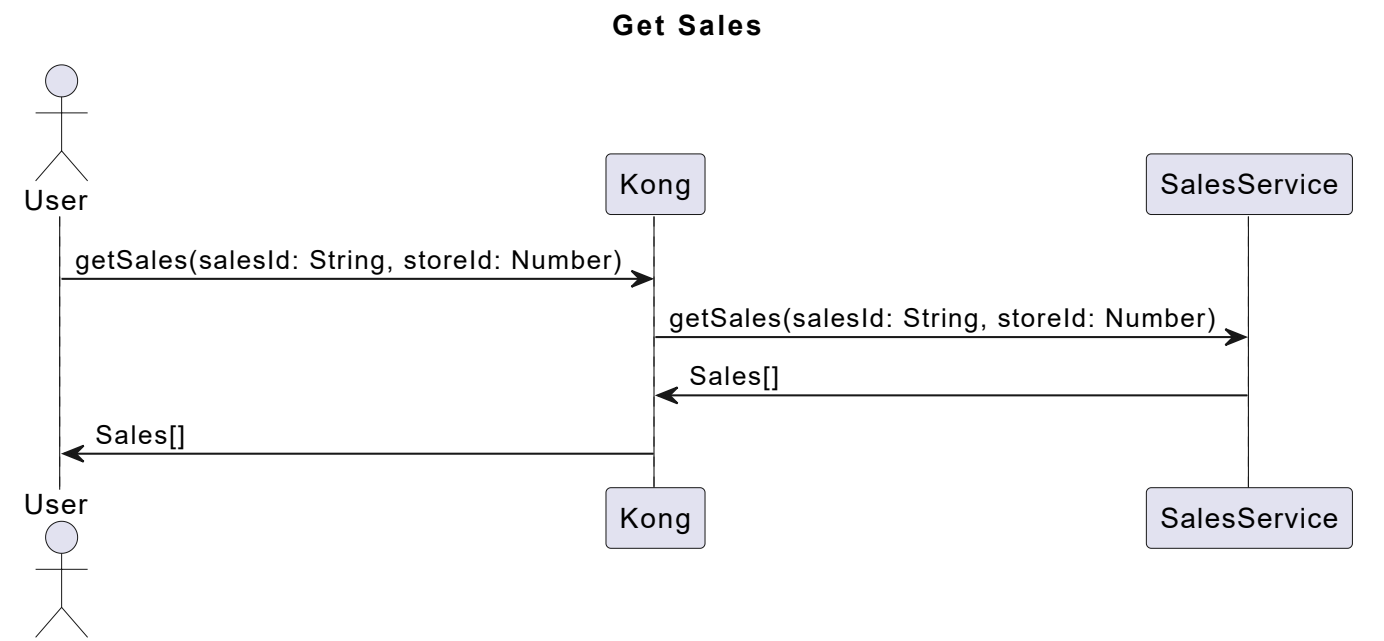 Get Sales
User
Kong
SalesService
getSales(salesId: String, storeId: Number)
getSales(salesId: String, storeId: Number)
Sales[]
Sales[]
User
Kong
SalesService